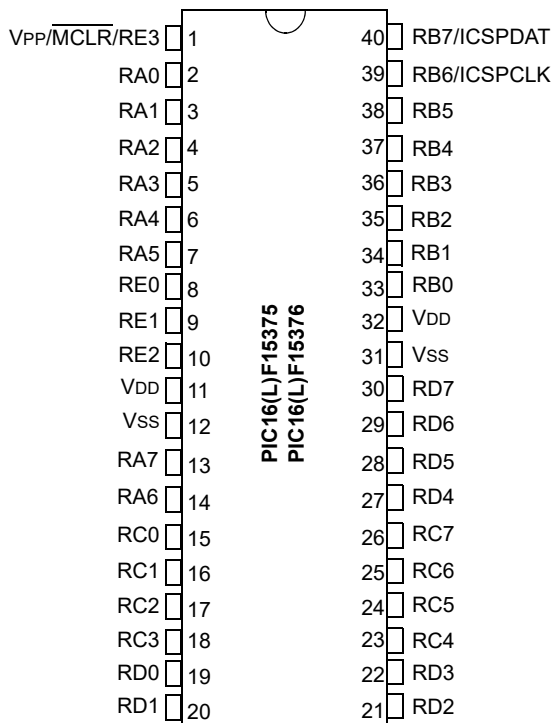 VPP/MCLR/RE3 1 40 RB7/ICSPDAT
RA0 2 39 RB6/ICSPCLK
RA1 3 38 RB5
RA2 4 37 RB4
RA3 5 36 RB3
RA4 6 35 RB2
RA5 7 34 RB1
RE0 8 33 RB0
RE1 9 32 VDD
RE2 10 31 VSS
VDD 11 30 RD7
VSS 12 29 RD6
RA7 13 28 RD5
RA6 14 27 RD4
RC0 15 26 RC7
RC1 16 25 RC6
RC2 17 24 RC5
RC3 18 23 RC4
RD0 19 22 RD3
RD1 20 21 RD2
PIC16(L)F15375
PIC16(L)F15376